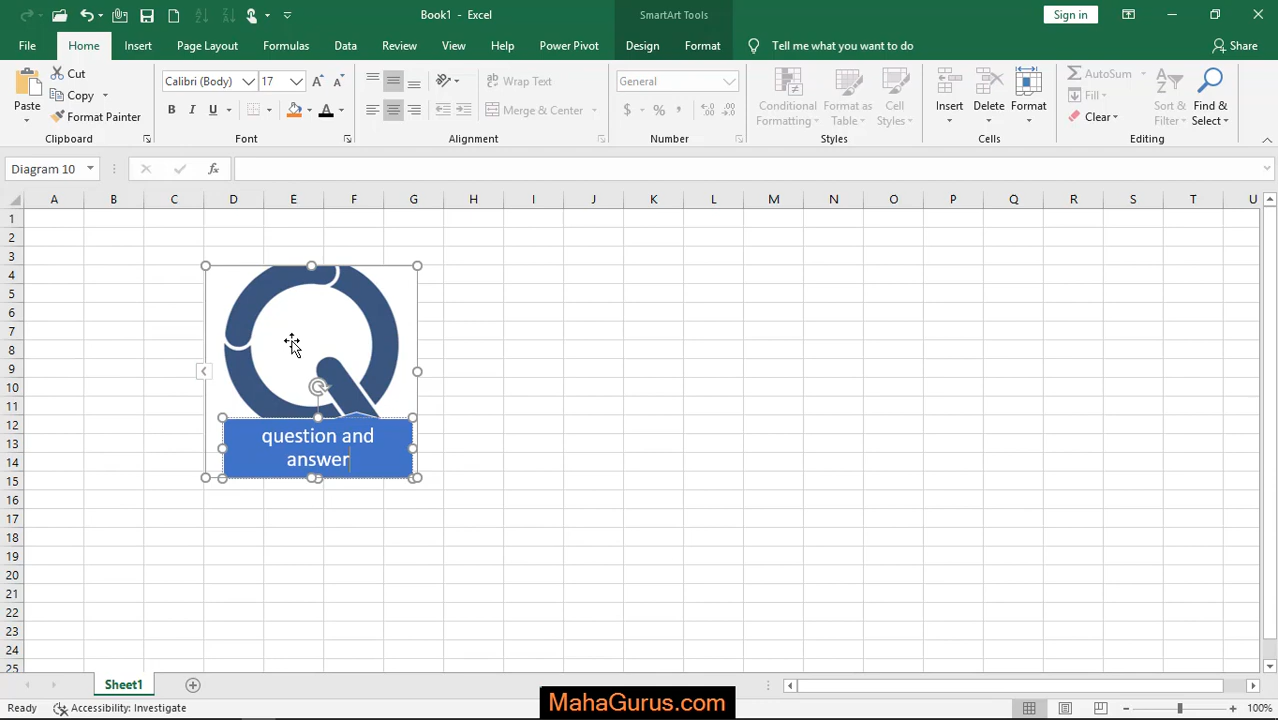 Book1 - Excel
SmartArt Tools
Sign in
File
Home
Insert
Page Layout
Formulas
Data
Review
View
Help
Power Pivot
Design
Format
Tell me what you want to do
Share
Paste
Cut
Copy
Format Painter
Clipboard
Calibri (Body)
17
B I U
Font
Wrap Text
Merge & Center
Alignment
General
$ % ,
Number
Conditional
Formatting
Format as
Table
Cell
Styles
Styles
Insert
Delete
Format
Cells
AutoSum
Fill
Clear
Sort &
Filter
Find &
Select
Editing
Diagram 10
fx
A B C D E F G H I J K L M N O P Q R S T U
1
2
3
4
5
6
7
8
9
10
11
12
13
14
15
16
17
18
19
20
21
22
23
24
25
question and
answer
Sheet1
Ready
Accessibility: Investigate
MahaGurus.com
100%